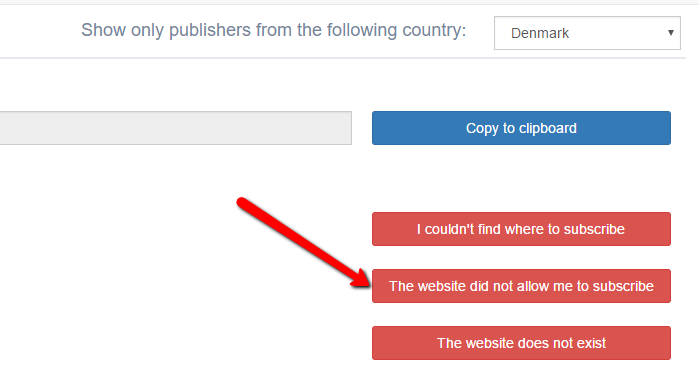 Show only publishers from the following country:
Denmark
Copy to clipboard
I couldn't find where to subscribe
The website did not allow me to subscribe
The website does not exist